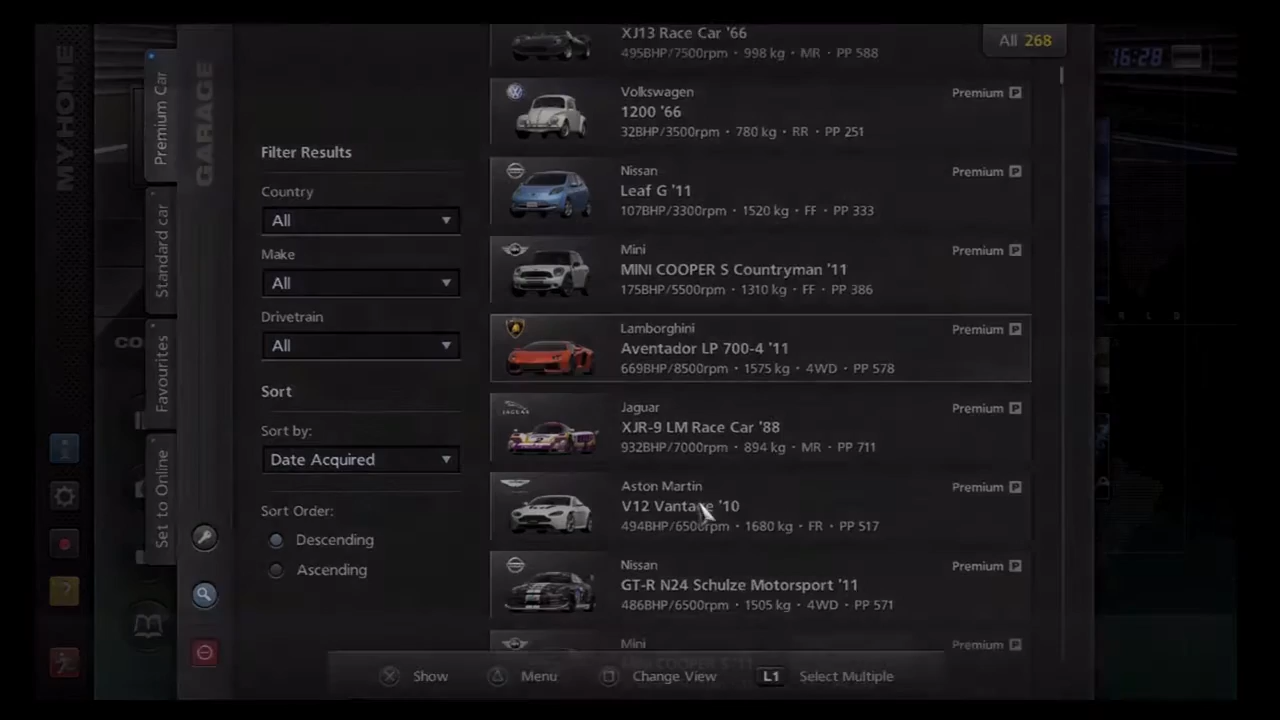 XJ13 Race Car '66
495BHP/7500rpm · 998 kg · MR · PP 588
All 268
16:28
MY HOME
GARAGE
Premium Car
Standard car
Favourites
Set to Online
Filter Results
Country
All
Make
All
Drivetrain
All
Sort
Sort by:
Date Acquired
Sort Order:
Descending
Ascending
Volkswagen
Premium P
1200 '66
32BHP/3500rpm · 780 kg · RR · PP 251
Nissan
Premium P
Leaf G '11
107BHP/3300rpm · 1520 kg · FF · PP 333
Mini
Premium P
MINI COOPER S Countryman '11
175BHP/5500rpm · 1310 kg · FF · PP 386
Lamborghini
Premium P
Aventador LP 700-4 '11
669BHP/8500rpm · 1575 kg · 4WD · PP 578
JAGUAR
Jaguar
Premium P
XJR-9 LM Race Car '88
932BHP/7000rpm · 894 kg · MR · PP 711
Aston Martin
Premium P
V12 Vantage '10
494BHP/6500rpm · 1680 kg · FR · PP 517
Nissan
Premium P
GT-R N24 Schulze Motorsport '11
486BHP/6500rpm · 1505 kg · 4WD · PP 571
Mini
Premium P
MINI COOPER S '11
CO
R L D
Show
Menu
Change View
L1 Select Multiple